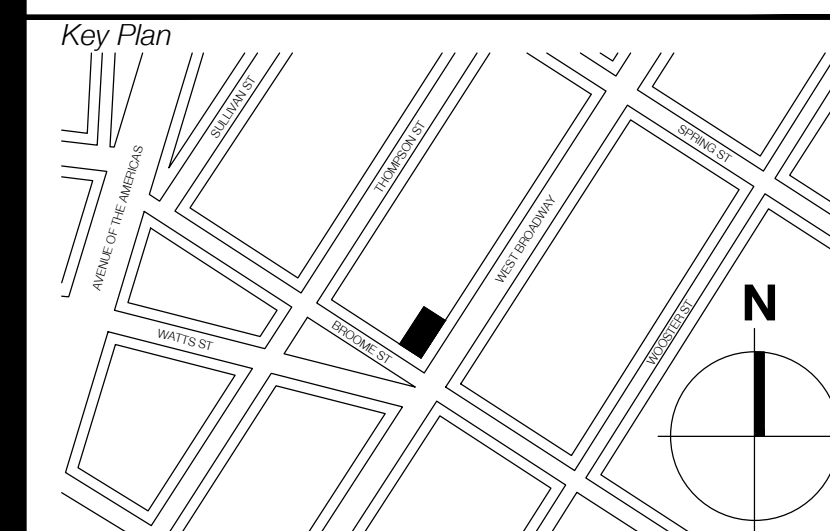 Key Plan
SULLIVAN ST
THOMPSON ST
SPRING ST
AVENUE OF THE AMERICAS
WEST BROADWAY
N
WATTS ST
BROOME ST
WOOSTER ST